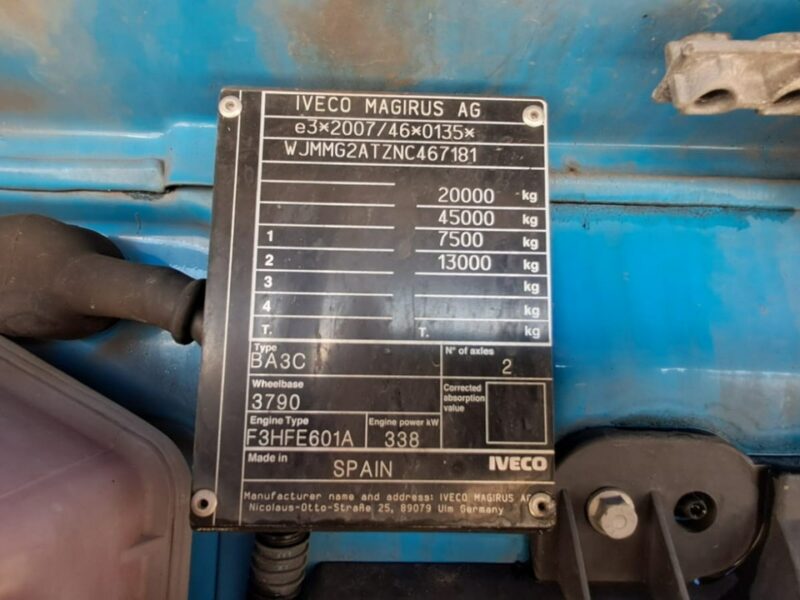 IVECO MAGIRUS AG
e3*2007/46*0135*
WJMMG2ATZNC467181
20000 kg
45000 kg
1 7500 kg
2 13000 kg
3 kg
4 kg
T. T. kg
Type
BA3C
N° of axles
2
Wheelbase
3790
Corrected
absorption
value
Engine Type
F3HFE601A
Engine power kW
338
Made in
SPAIN
IVECO
Manufacturer name and address: IVECO MAGIRUS AG
Nicolaus-Otto-Straße 25, 89079 Ulm Germany